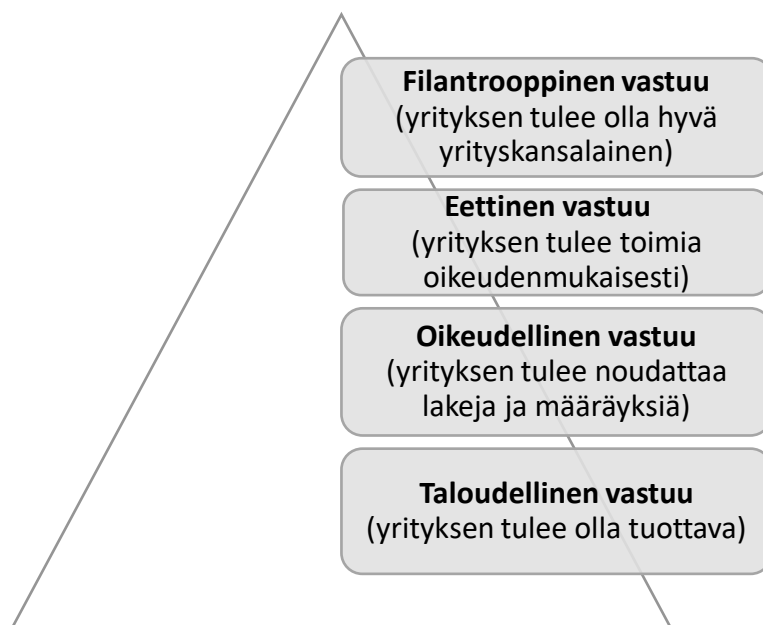 Filantrooppinen vastuu
(yrityksen tulee olla hyvä
yrityskansalainen)
Eettinen vastuu
(yrityksen tulee toimia
oikeudenmukaisesti)
Oikeudellinen vastuu
(yrityksen tulee noudattaa
lakeja ja määräyksiä)
Taloudellinen vastuu
(yrityksen tulee olla tuottava)